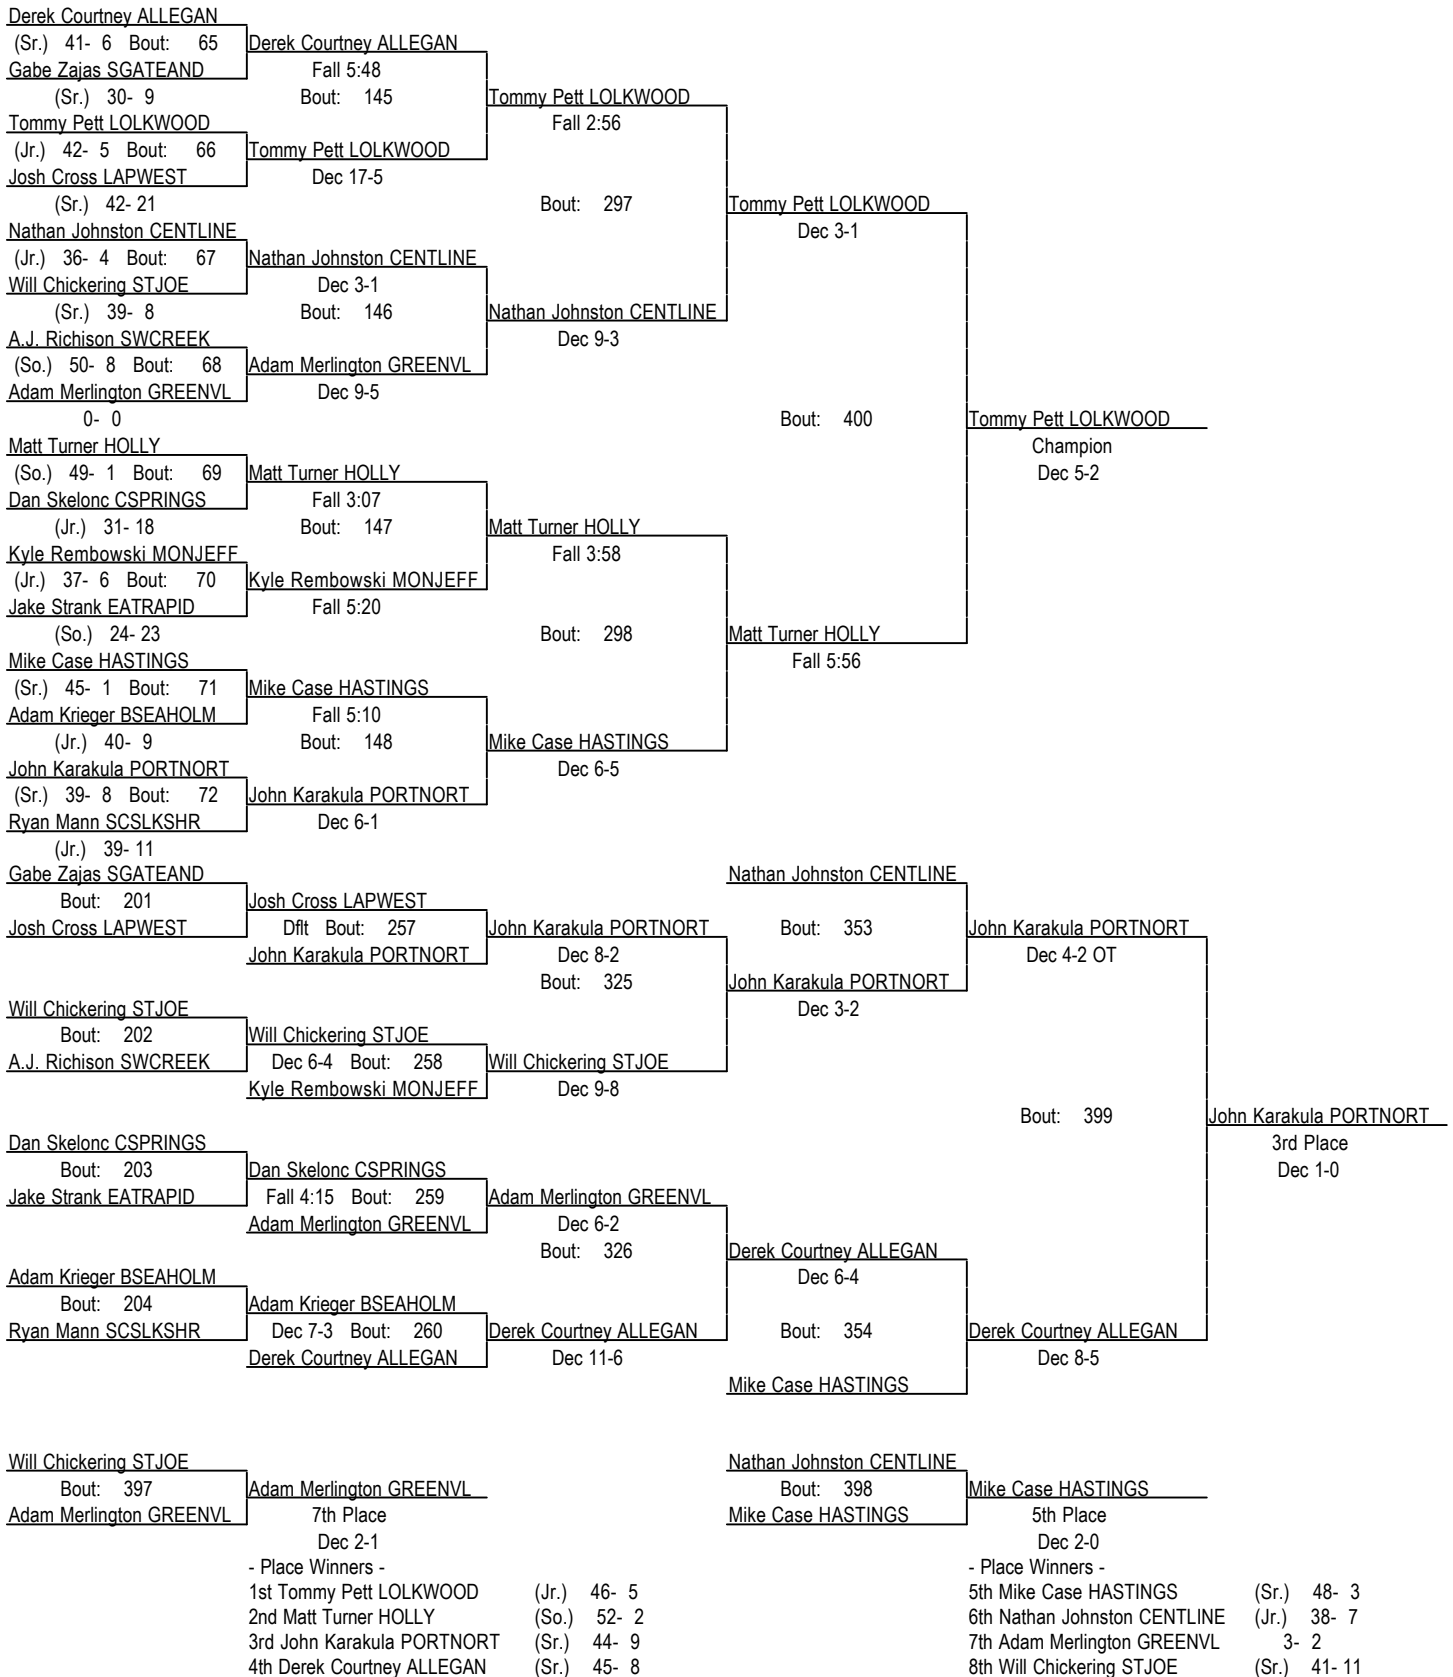 Derek Courtney ALLEGAN
(Sr.) 41- 6 Bout: 65 Derek Courtney ALLEGAN
Gabe Zajas SGATEAND Fall 5:48
(Sr.) 30- 9 Bout: 145 Tommy Pett LOLKWOOD
Tommy Pett LOLKWOOD Fall 2:56
(Jr.) 42- 5 Bout: 66 Tommy Pett LOLKWOOD
Josh Cross LAPWEST Dec 17-5
(Sr.) 42- 21 Bout: 297 Tommy Pett LOLKWOOD
Nathan Johnston CENTLINE Dec 3-1
(Jr.) 36- 4 Bout: 67 Nathan Johnston CENTLINE
Will Chickering STJOE Dec 3-1
(Sr.) 39- 8 Bout: 146 Nathan Johnston CENTLINE
A.J. Richison SWCREEK Dec 9-3
(So.) 50- 8 Bout: 68 Adam Merlington GREENVL
Adam Merlington GREENVL Dec 9-5
0- 0 Bout: 400 Tommy Pett LOLKWOOD
Matt Turner HOLLY Champion
(So.) 49- 1 Bout: 69 Matt Turner HOLLY Dec 5-2
Dan Skelonc CSPRINGS Fall 3:07
(Jr.) 31- 18 Bout: 147 Matt Turner HOLLY
Kyle Rembowski MONJEFF Fall 3:58
(Jr.) 37- 6 Bout: 70 Kyle Rembowski MONJEFF
Jake Strank EATRAPID Fall 5:20
(So.) 24- 23 Bout: 298 Matt Turner HOLLY
Mike Case HASTINGS Fall 5:56
(Sr.) 45- 1 Bout: 71 Mike Case HASTINGS
Adam Krieger BSEAHOLM Fall 5:10
(Jr.) 40- 9 Bout: 148 Mike Case HASTINGS
John Karakula PORTNORT Dec 6-5
(Sr.) 39- 8 Bout: 72 John Karakula PORTNORT
Ryan Mann SCSLKSHR Dec 6-1
(Jr.) 39- 11
Gabe Zajas SGATEAND Nathan Johnston CENTLINE
Bout: 201 Josh Cross LAPWEST
Josh Cross LAPWEST Dflt Bout: 257 John Karakula PORTNORT Bout: 353 John Karakula PORTNORT
John Karakula PORTNORT Dec 8-2 Dec 4-2 OT
Bout: 325 John Karakula PORTNORT
Will Chickering STJOE Dec 3-2
Bout: 202 Will Chickering STJOE
A.J. Richison SWCREEK Dec 6-4 Bout: 258 Will Chickering STJOE
Kyle Rembowski MONJEFF Dec 9-8
Bout: 399 John Karakula PORTNORT
Dan Skelonc CSPRINGS 3rd Place
Bout: 203 Dan Skelonc CSPRINGS Dec 1-0
Jake Strank EATRAPID Fall 4:15 Bout: 259 Adam Merlington GREENVL
Adam Merlington GREENVL Dec 6-2
Bout: 326 Derek Courtney ALLEGAN
Adam Krieger BSEAHOLM Dec 6-4
Bout: 204 Adam Krieger BSEAHOLM
Ryan Mann SCSLKSHR Dec 7-3 Bout: 260 Derek Courtney ALLEGAN Bout: 354 Derek Courtney ALLEGAN
Derek Courtney ALLEGAN Dec 11-6 Dec 8-5
Mike Case HASTINGS
Will Chickering STJOE Nathan Johnston CENTLINE
Bout: 397 Adam Merlington GREENVL Bout: 398 Mike Case HASTINGS
Adam Merlington GREENVL 7th Place Mike Case HASTINGS 5th Place
Dec 2-1 Dec 2-0
- Place Winners - - Place Winners -
1st Tommy Pett LOLKWOOD (Jr.) 46- 5 5th Mike Case HASTINGS (Sr.) 48- 3
2nd Matt Turner HOLLY (So.) 52- 2 6th Nathan Johnston CENTLINE (Jr.) 38- 7
3rd John Karakula PORTNORT (Sr.) 44- 9 7th Adam Merlington GREENVL 3- 2
4th Derek Courtney ALLEGAN (Sr.) 45- 8 8th Will Chickering STJOE (Sr.) 41- 11